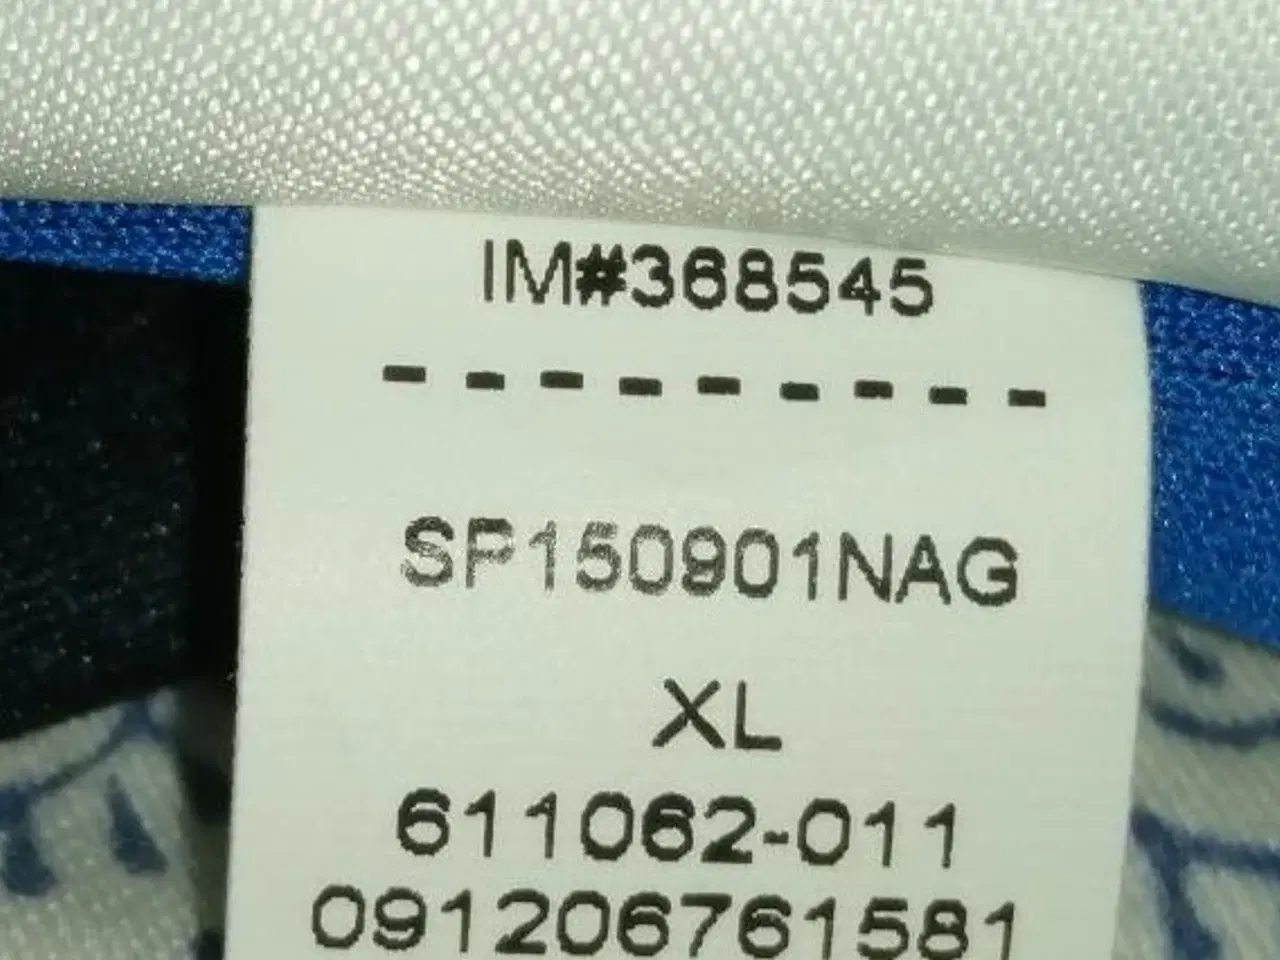 IM#368545
- - - - - - - - -
SP150901NAG
XL
611062-011
091206761581